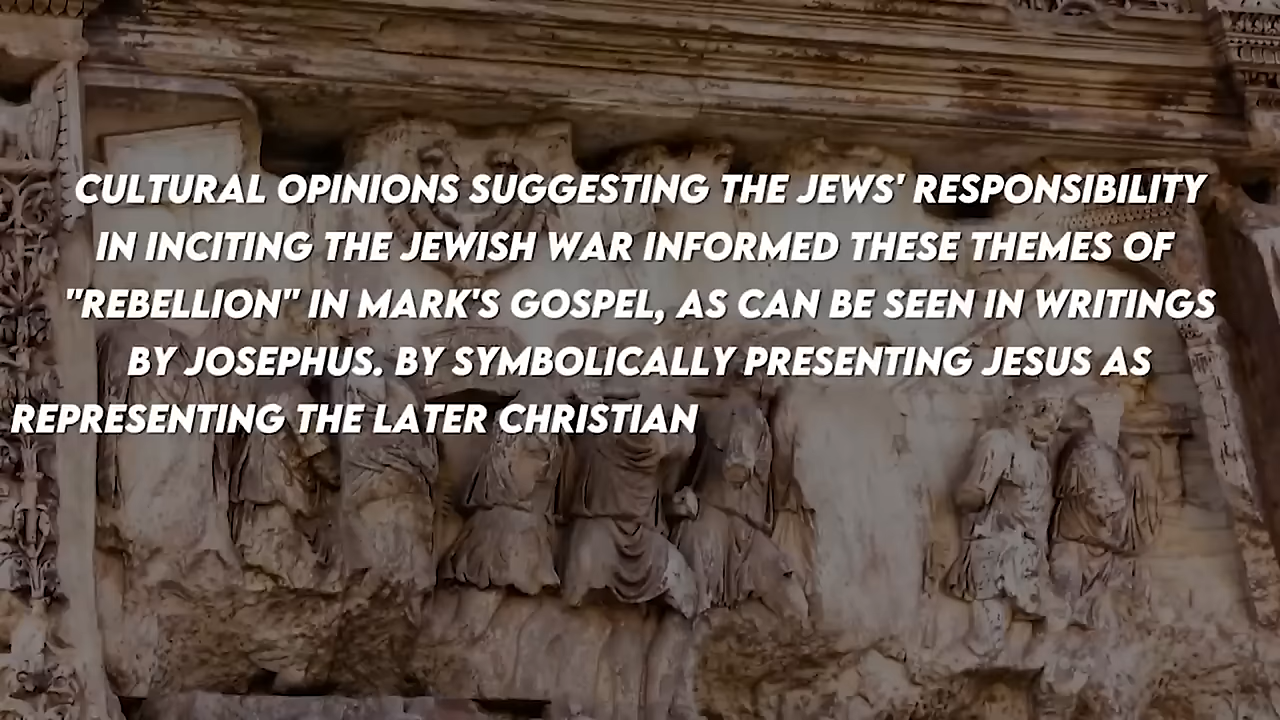 CULTURAL OPINIONS SUGGESTING THE JEWS' RESPONSIBILITY
IN INCITING THE JEWISH WAR INFORMED THESE THEMES OF
"REBELLION" IN MARK'S GOSPEL, AS CAN BE SEEN IN WRITINGS
BY JOSEPHUS. BY SYMBOLICALLY PRESENTING JESUS AS
REPRESENTING THE LATER CHRISTIAN